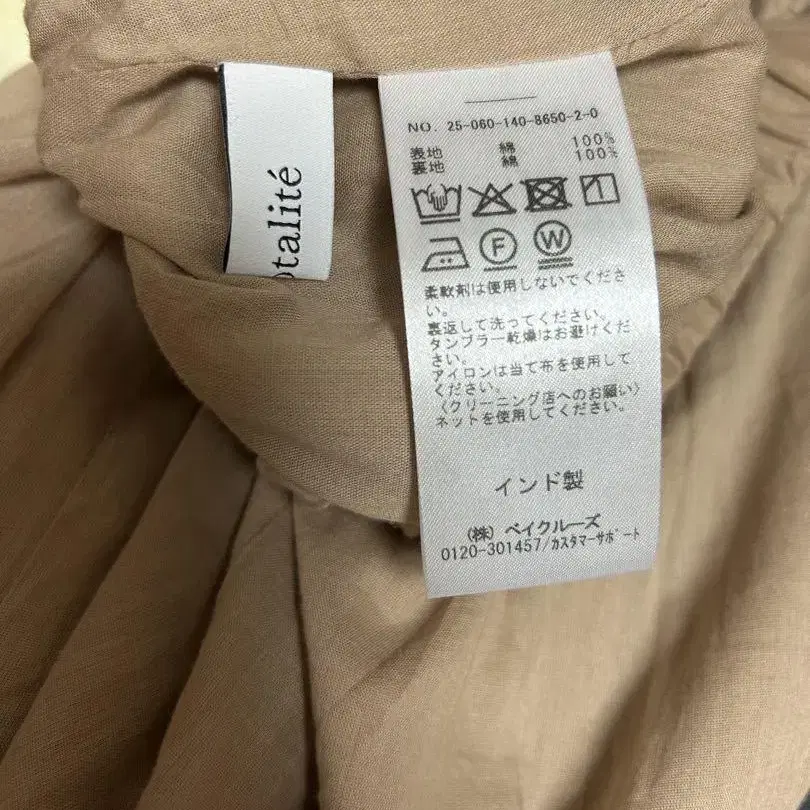 otalité
NO. 25-060-140-8650-2-0
表地 綿 100%
裏地 綿 100%
F W
柔軟剤は使用しないでくださ
い。
裏返して洗ってください。
タンブラー乾燥はお避けくだ
さい。
アイロンは当て布を使用して
ください。
〈クリーニング店へのお願い〉
ネットを使用してください。
インド製
(株) ベイクルーズ
0120-301457/カスタマーサポート